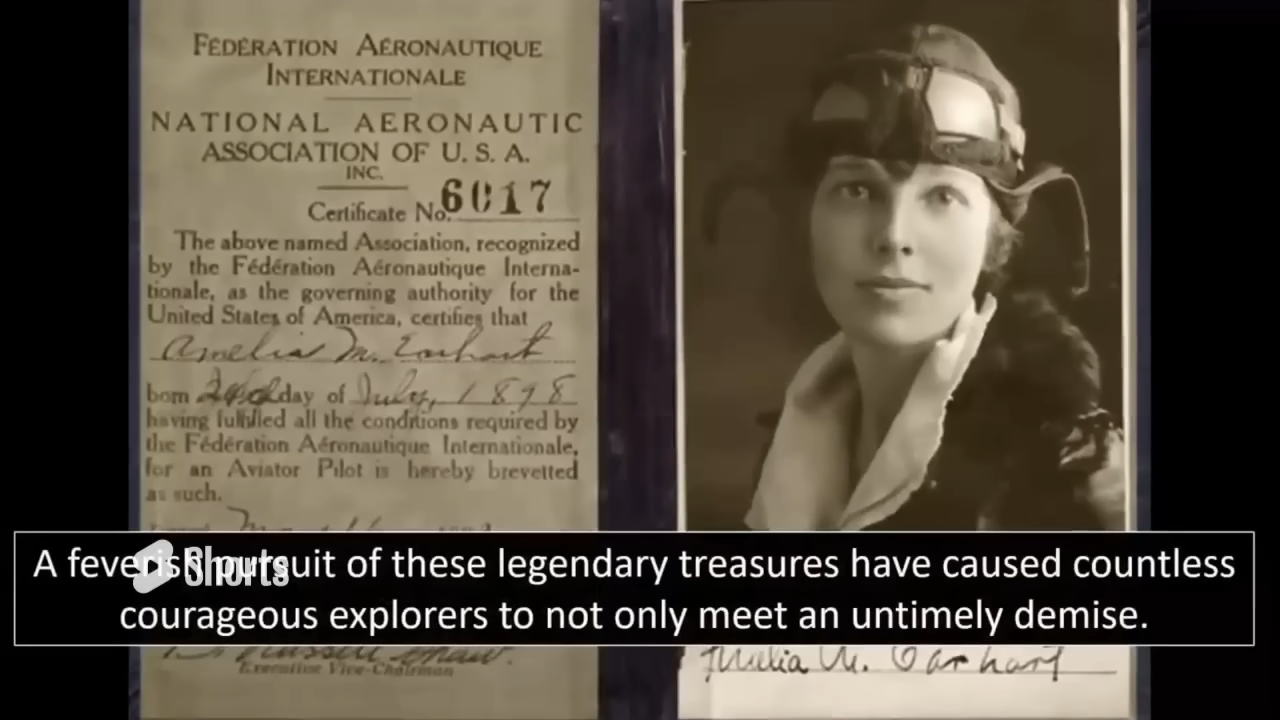 FÉDÉRATION AÉRONAUTIQUE
INTERNATIONALE
NATIONAL AERONAUTIC
ASSOCIATION OF U. S. A.
INC.
Certificate No. 6017
The above named Association, recognized
by the Fédération Aéronautique Interna-
tionale, as the governing authority for the
United States of America, certifies that
Amelia M. Earhart
born 24 day of July, 1898
having fulfilled all the conditions required by
the Fédération Aéronautique Internationale,
for an Aviator Pilot is hereby brevetted
as such.
A feverish pursuit of these legendary treasures have caused countless
Shorts
courageous explorers to not only meet an untimely demise.
Executive Vice-Chairman
Amelia M. Earhart